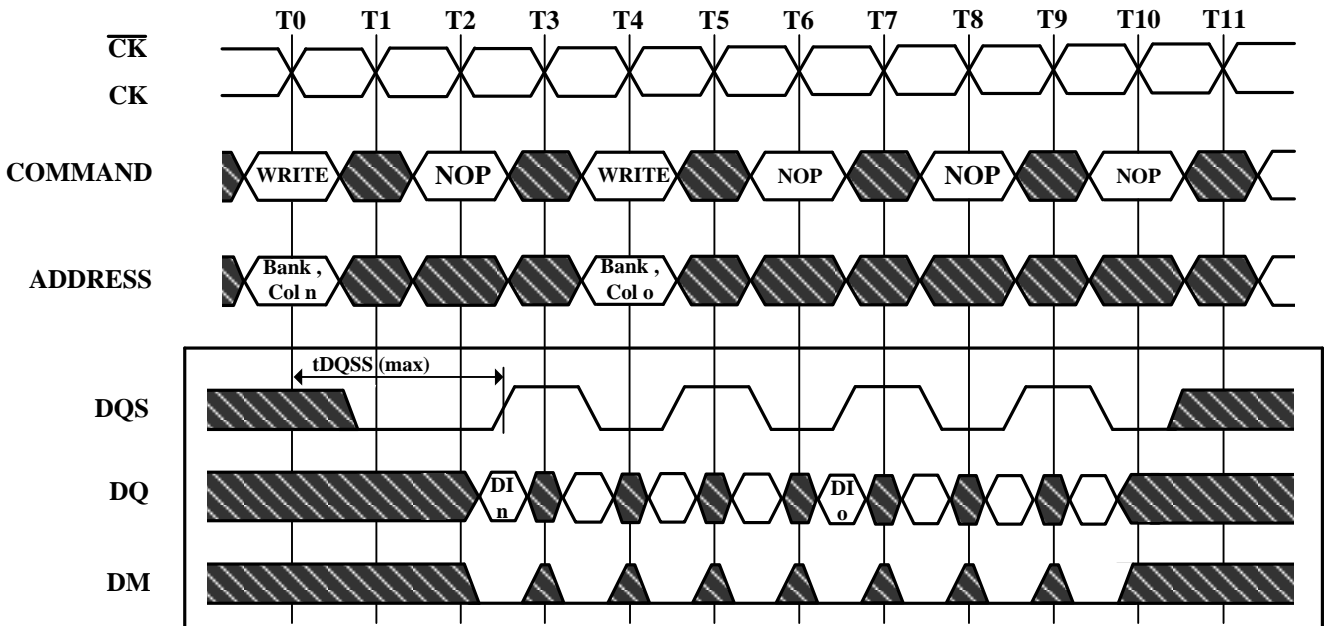 T0 T1 T2 T3 T4 T5 T6 T7 T8 T9 T10 T11
CK
CK
COMMAND WRITE NOP WRITE NOP NOP NOP
ADDRESS Bank , Col n Bank , Col o
tDQSS (max)
DQS
DQ DI n DI o
DM